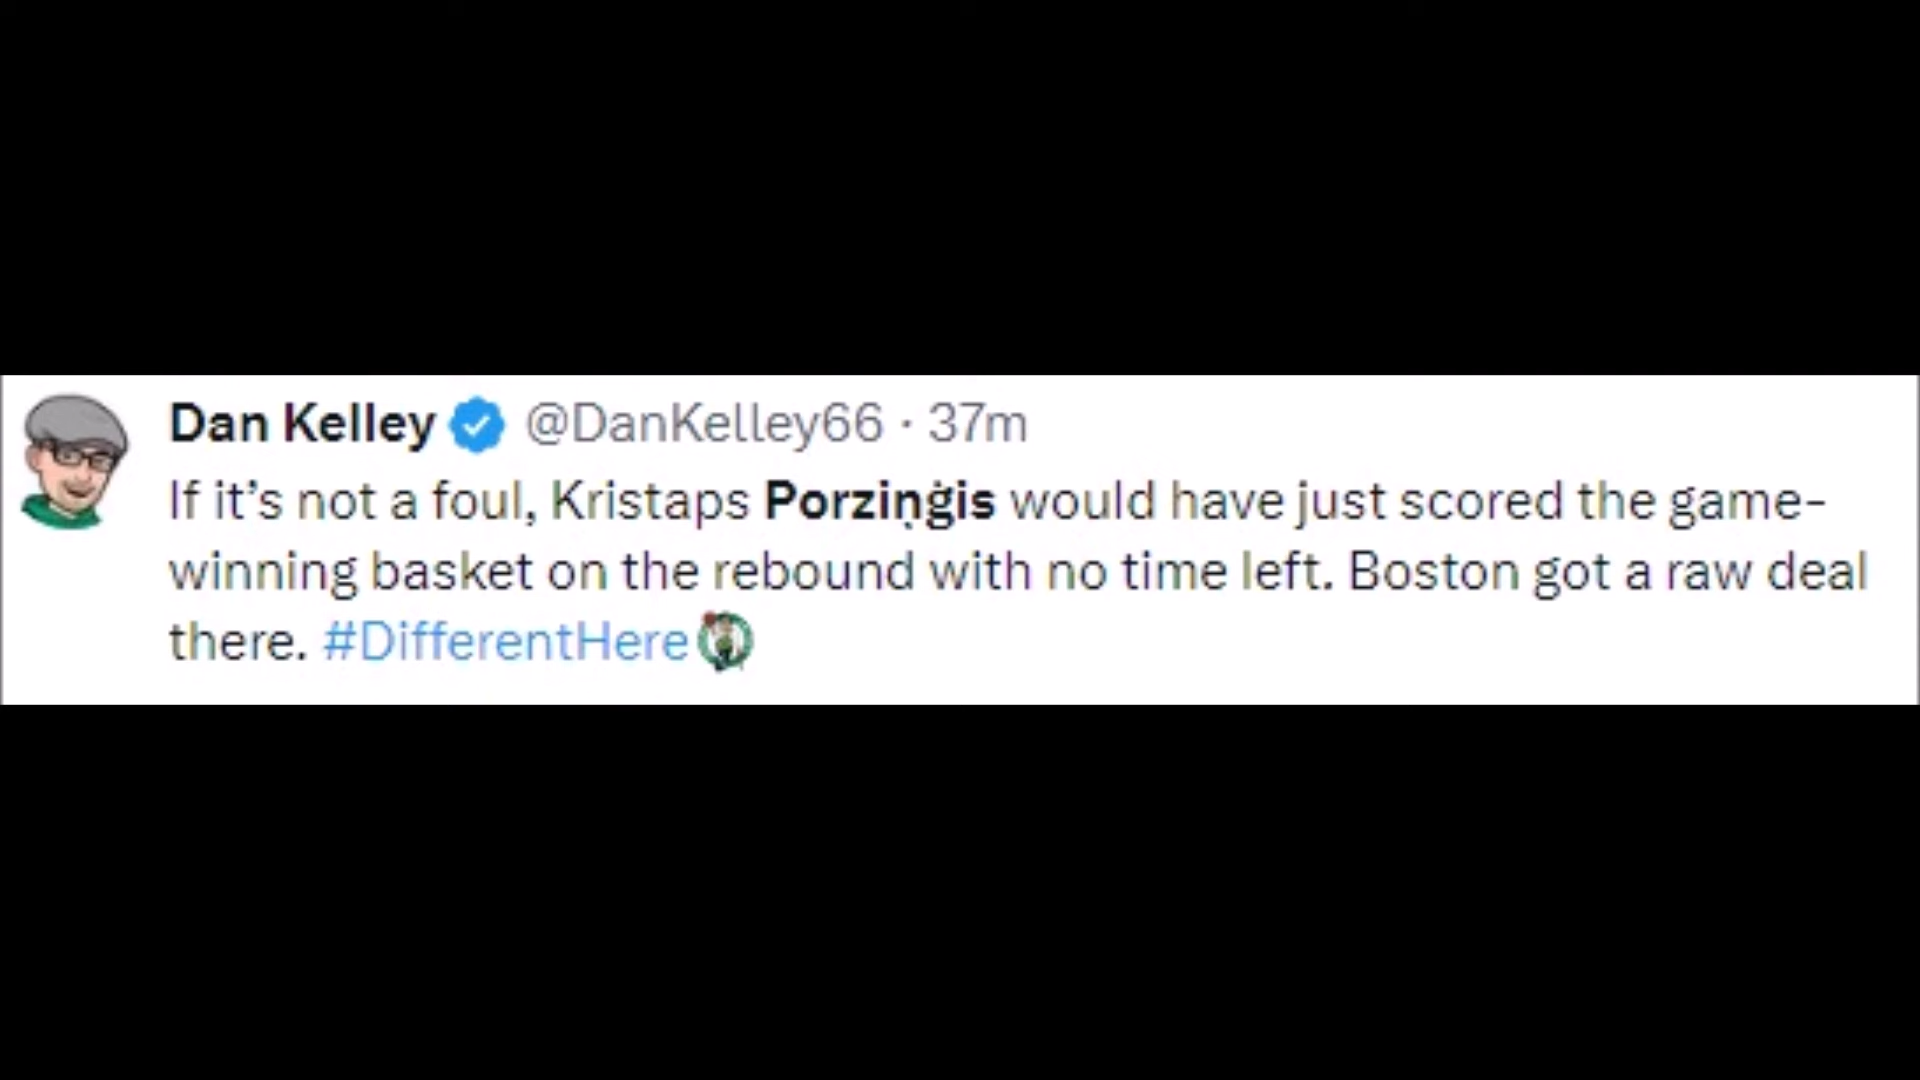 Dan Kelley @DanKelley66 · 37m
If it’s not a foul, Kristaps Porziņģis would have just scored the game-
winning basket on the rebound with no time left. Boston got a raw deal
there. #DifferentHere